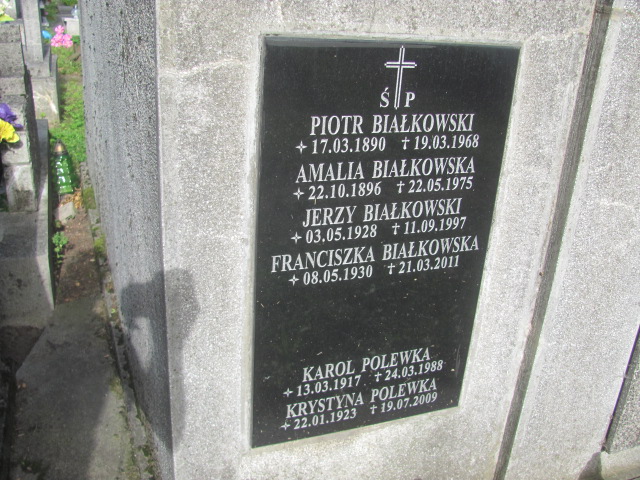 Ś P
PIOTR BIAŁKOWSKI
✧ 17.03.1890 † 19.03.1968
AMALIA BIAŁKOWSKA
✧ 22.10.1896 † 22.05.1975
JERZY BIAŁKOWSKI
✧ 03.05.1928 † 11.09.1997
FRANCISZKA BIAŁKOWSKA
✧ 08.05.1930 † 21.03.2011
KAROL POLEWKA
✧ 13.03.1917 † 24.03.1988
KRYSTYNA POLEWKA
✧ 22.01.1923 † 19.07.2009